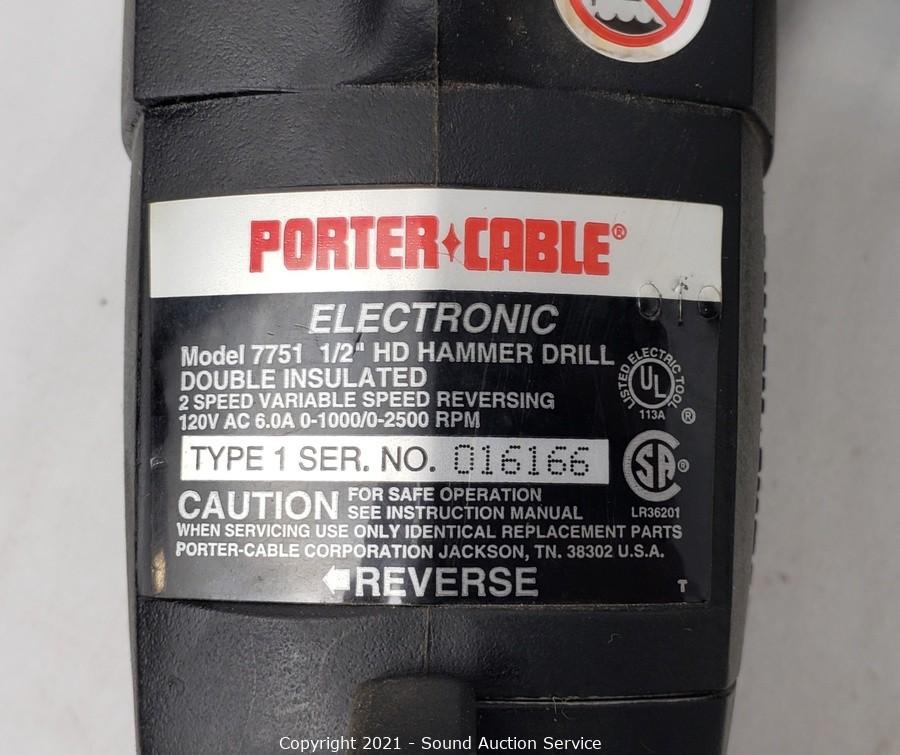 PORTER+CABLE®
010
ELECTRONIC
Model 7751 1/2" HD HAMMER DRILL
DOUBLE INSULATED
2 SPEED VARIABLE SPEED REVERSING
120V AC 6.0A 0-1000/0-2500 RPM
LISTED ELECTRIC TOOL
UL
113A
®
TYPE 1 SER. NO. 016166
SA ®
LR36201
CAUTION FOR SAFE OPERATION
SEE INSTRUCTION MANUAL
WHEN SERVICING USE ONLY IDENTICAL REPLACEMENT PARTS
PORTER-CABLE CORPORATION JACKSON, TN. 38302 U.S.A.
REVERSE
T
Copyright 2021 - Sound Auction Service